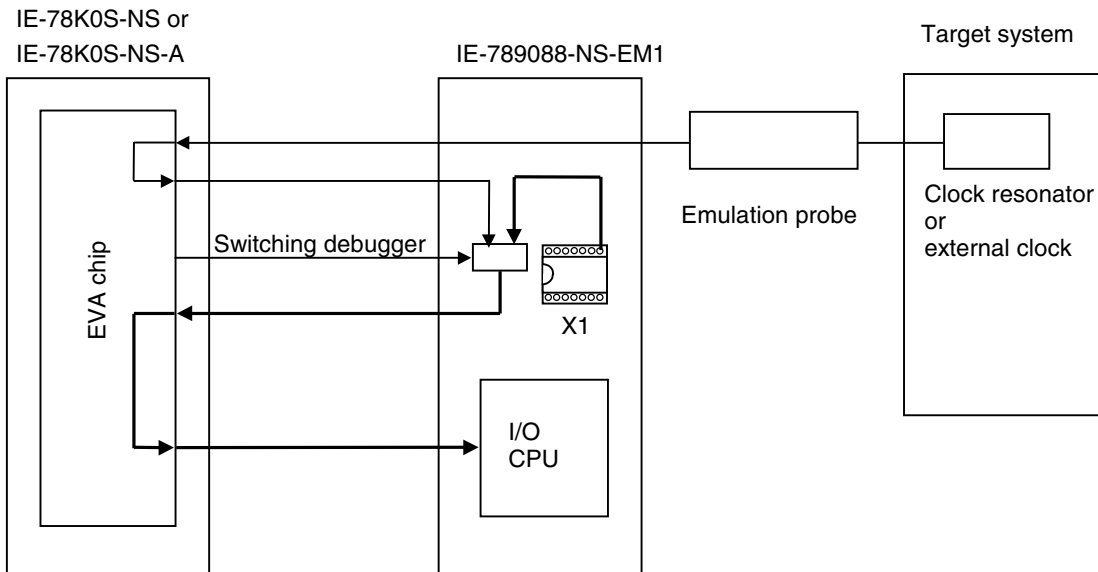 IE-78K0S-NS or
IE-78K0S-NS-A
IE-789088-NS-EM1
Target system
EVA chip
Switching debugger
X1
I/O
CPU
Emulation probe
Clock resonator
or
external clock